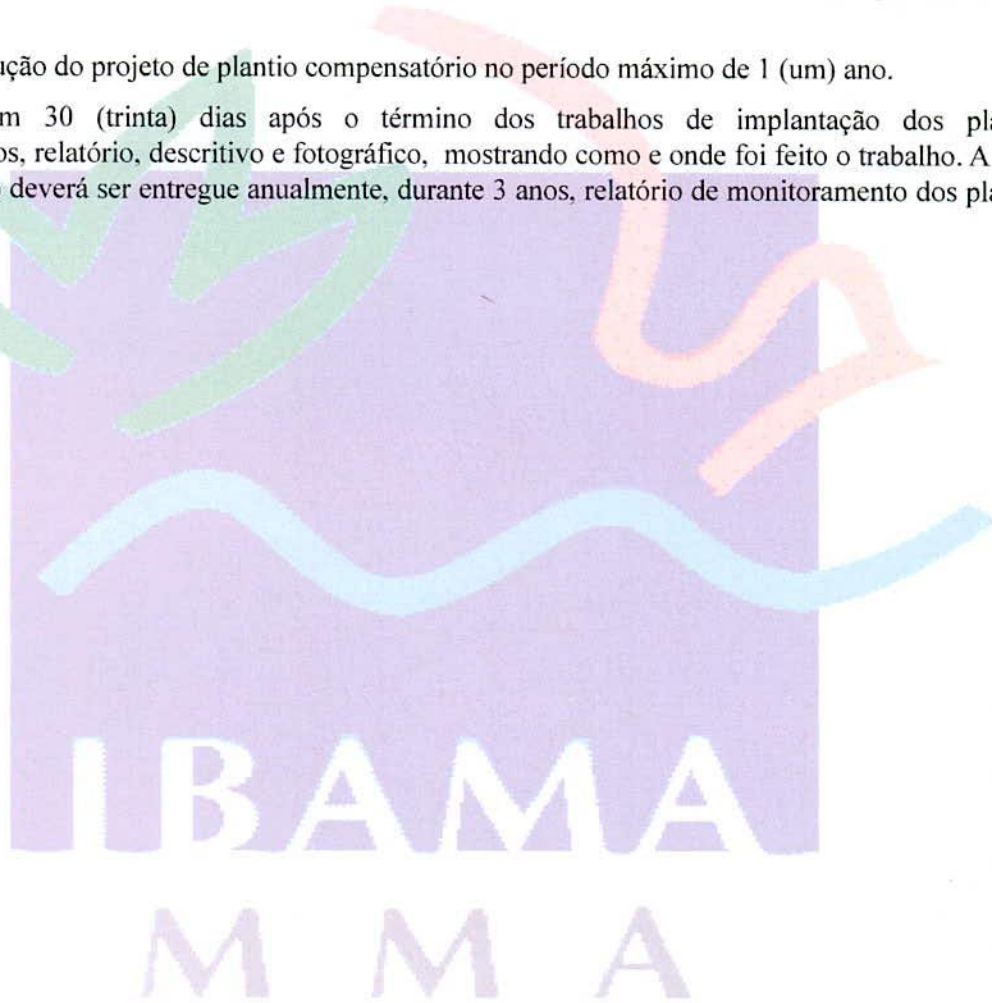 ução do projeto de plantio compensatório no período máximo de 1 (um) ano.
m 30 (trinta) dias após o término dos trabalhos de implantação dos pla
os, relatório, descritivo e fotográfico, mostrando como e onde foi feito o trabalho. A
deverá ser entregue anualmente, durante 3 anos, relatório de monitoramento dos pla
IBAMA
M M A